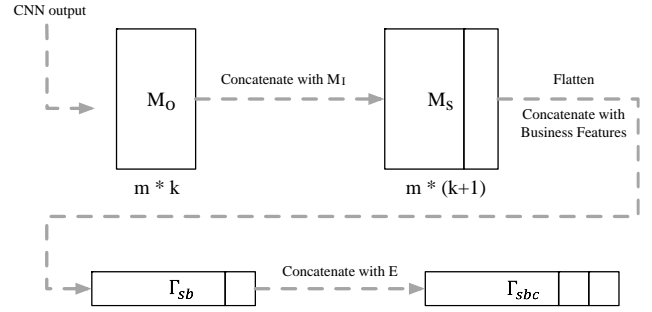 CNN output
M_O
Concatenate with M_I
M_S
Flatten
Concatenate with
Business Features
m * k
m * (k+1)
Γ_sb
Concatenate with E
Γ_sbc